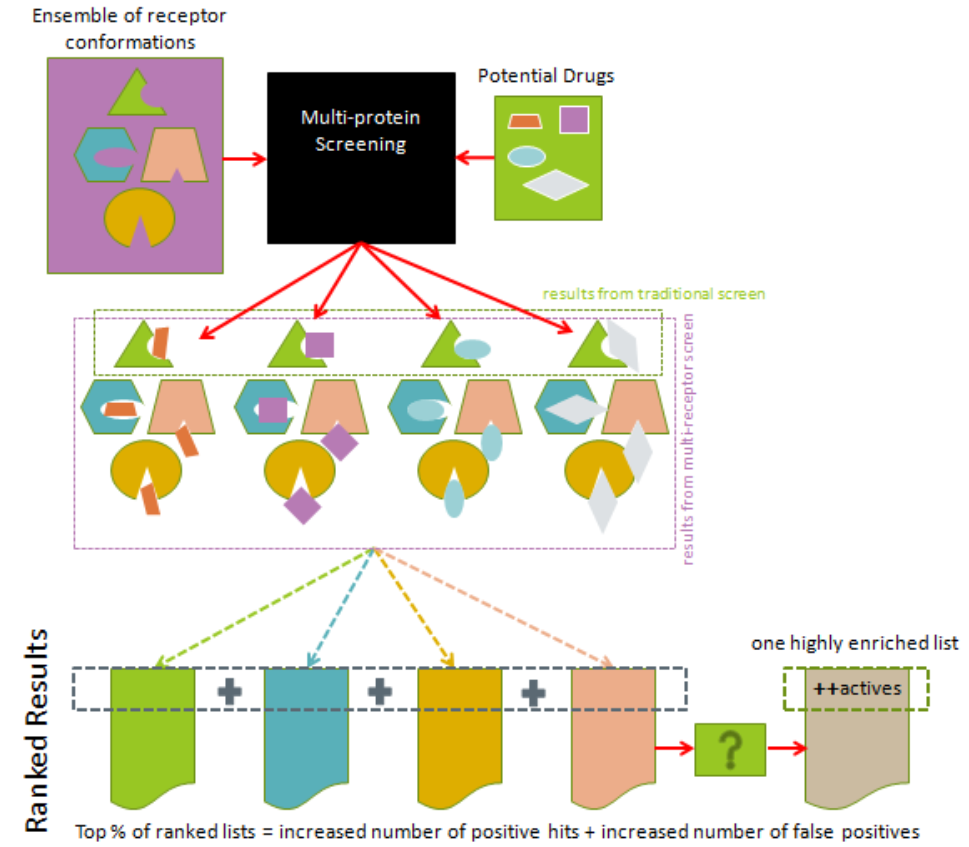 Ensemble of receptor
conformations
Potential Drugs
Multi-protein
Screening
results from traditional screen
results from multi-receptor screen
Ranked Results
one highly enriched list
++actives
?
Top % of ranked lists = increased number of positive hits + increased number of false positives